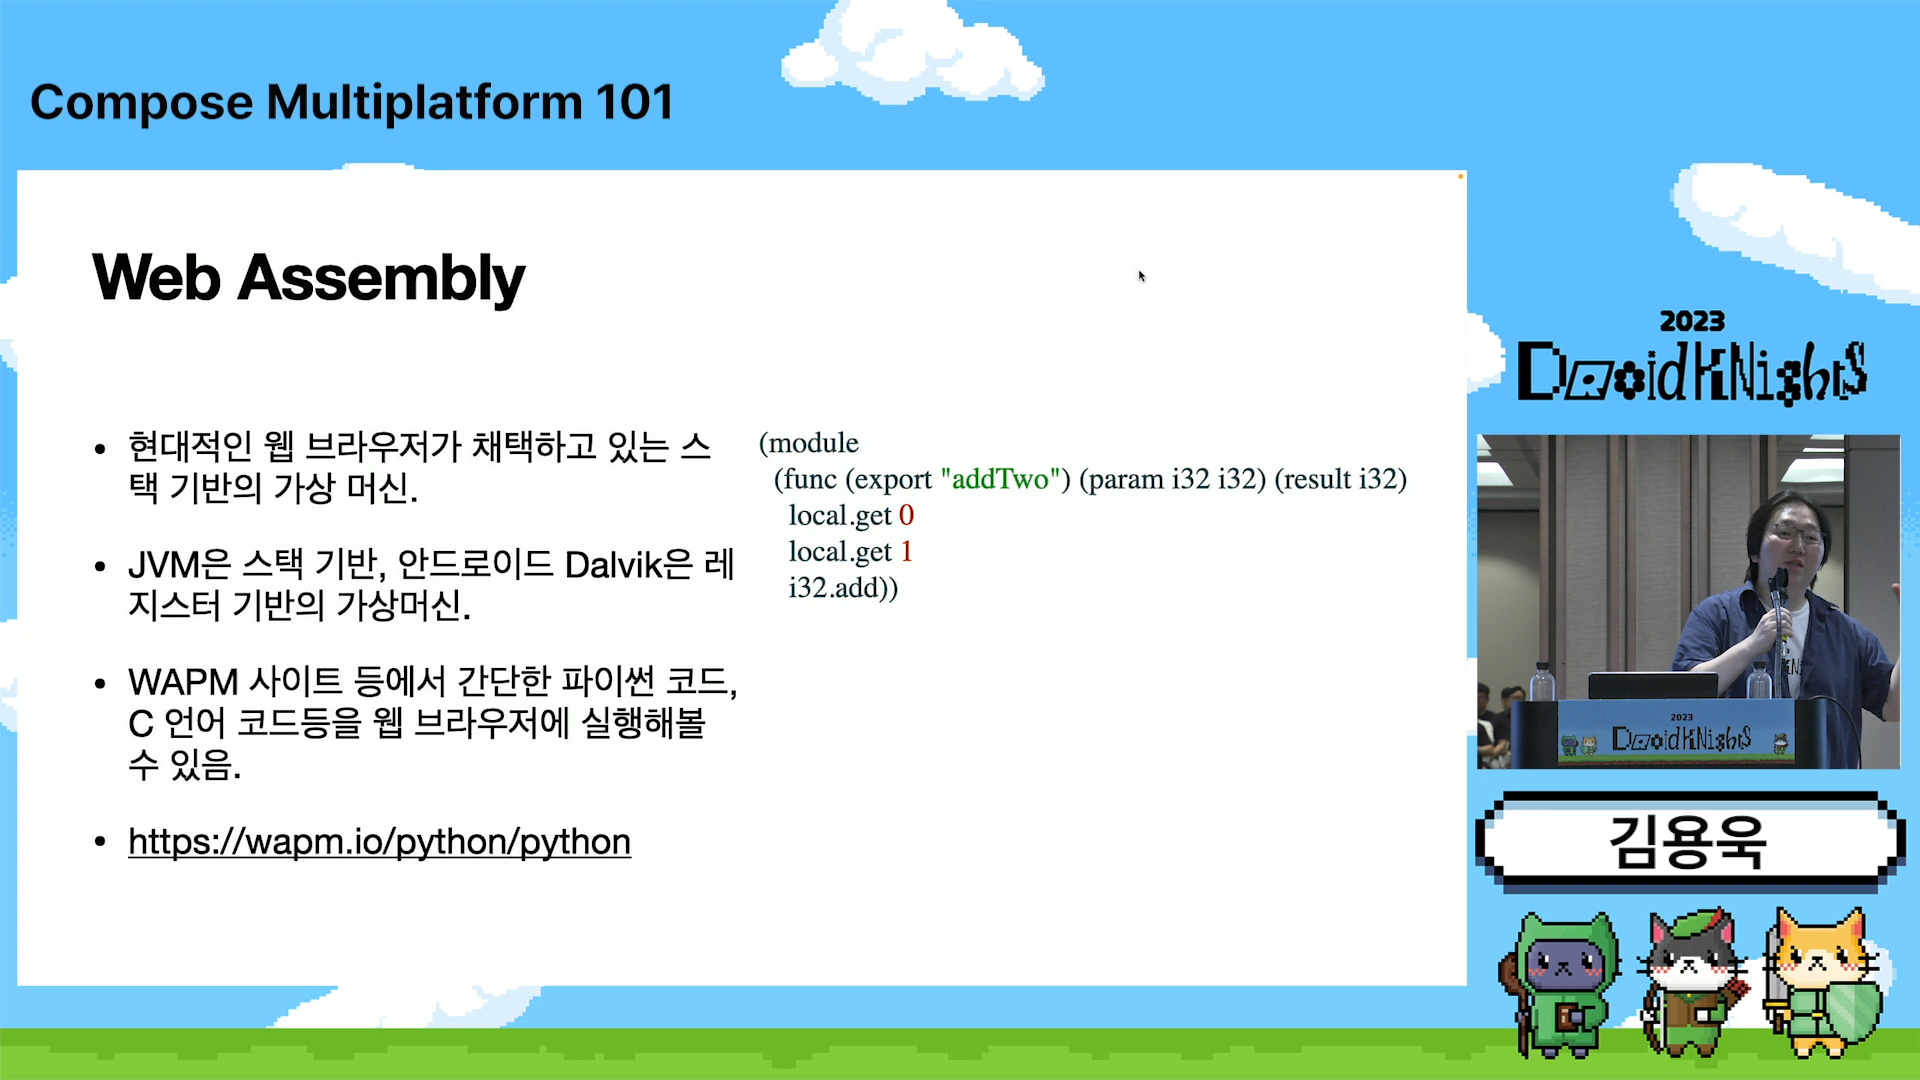 Compose Multiplatform 101
Web Assembly
• 현대적인 웹 브라우저가 채택하고 있는 스
택 기반의 가상 머신.
• JVM은 스택 기반, 안드로이드 Dalvik은 레
지스터 기반의 가상머신.
• WAPM 사이트 등에서 간단한 파이썬 코드,
C 언어 코드등을 웹 브라우저에 실행해볼
수 있음.
• https://wapm.io/python/python
(module
(func (export "addTwo") (param i32 i32) (result i32)
local.get 0
local.get 1
i32.add))
2023
DRoidKNighтS
2023
DRoidKNighтS
김용욱